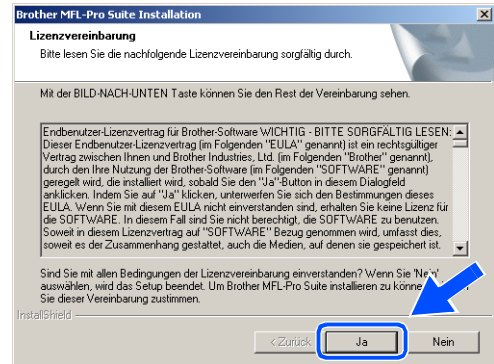 Brother MFL-Pro Suite Installation
Lizenzvereinbarung
Bitte lesen Sie die nachfolgende Lizenzvereinbarung sorgfältig durch.
Mit der BILD-NACH-UNTEN Taste können Sie den Rest der Vereinbarung sehen.
Endbenutzer-Lizenzvertrag für Brother-Software WICHTIG - BITTE SORGFÄLTIG LESEN:
Dieser Endbenutzer-Lizenzvertrag (im Folgenden "EULA" genannt) ist ein rechtsgültiger
Vertrag zwischen Ihnen und Brother Industries, Ltd. (im Folgenden "Brother" genannt),
durch den Ihre Nutzung der Brother-Software (im Folgenden "SOFTWARE" genannt)
geregelt wird, die installiert wird, sobald Sie den "Ja"-Button in diesem Dialogfeld
anklicken. Indem Sie auf "Ja" klicken, unterwerfen Sie sich den Bestimmungen dieses
EULA. Wenn Sie mit diesem EULA nicht einverstanden sind, erhalten Sie keine Lizenz für
die SOFTWARE. In diesem Fall sind Sie nicht berechtigt, die SOFTWARE zu benutzen.
Soweit in diesem Lizenzvertrag auf "SOFTWARE" Bezug genommen wird, umfasst dies,
soweit es der Zusammenhang gestattet, auch die Medien, auf denen sie gespeichert ist.
Sind Sie mit allen Bedingungen der Lizenzvereinbarung einverstanden? Wenn Sie 'Nein'
auswählen, wird das Setup beendet. Um Brother MFL-Pro Suite installieren zu
Sie dieser Vereinbarung zustimmen.
InstallShield
< Zurück Ja Nein